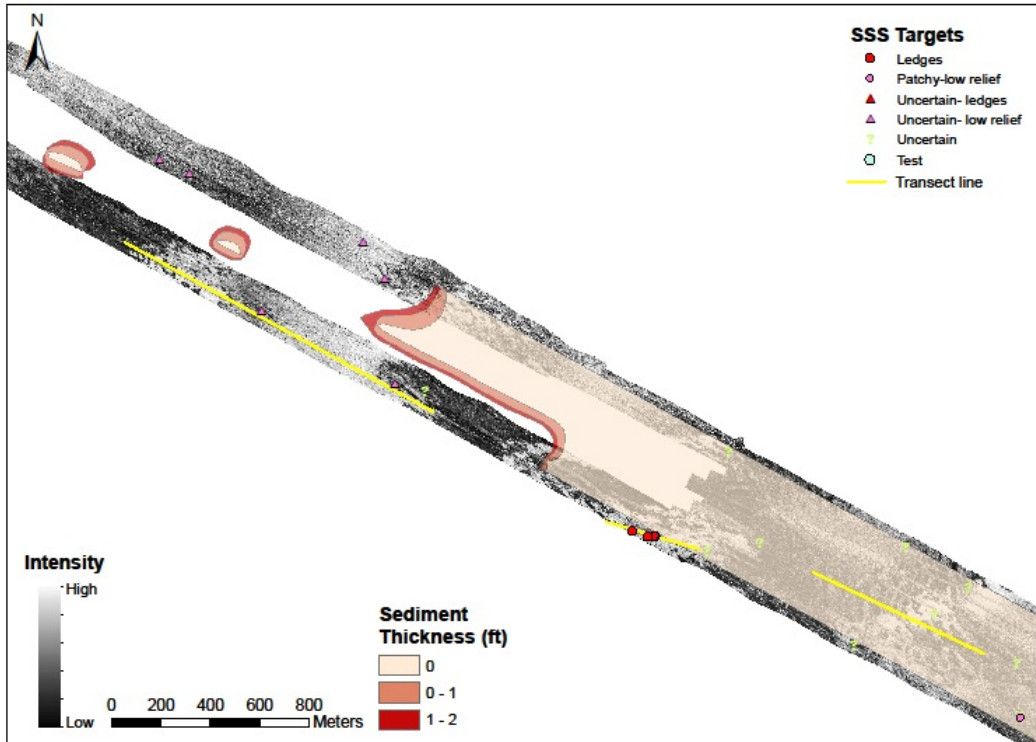 N
SSS Targets
Ledges
Patchy-low relief
Uncertain- ledges
Uncertain- low relief
? Uncertain
Test
Transect line
? 
?
?
?
?
?
?
?
?
?
Intensity
High
Low
0 200 400 600 800
Meters
Sediment
Thickness (ft)
0
0 - 1
1 - 2